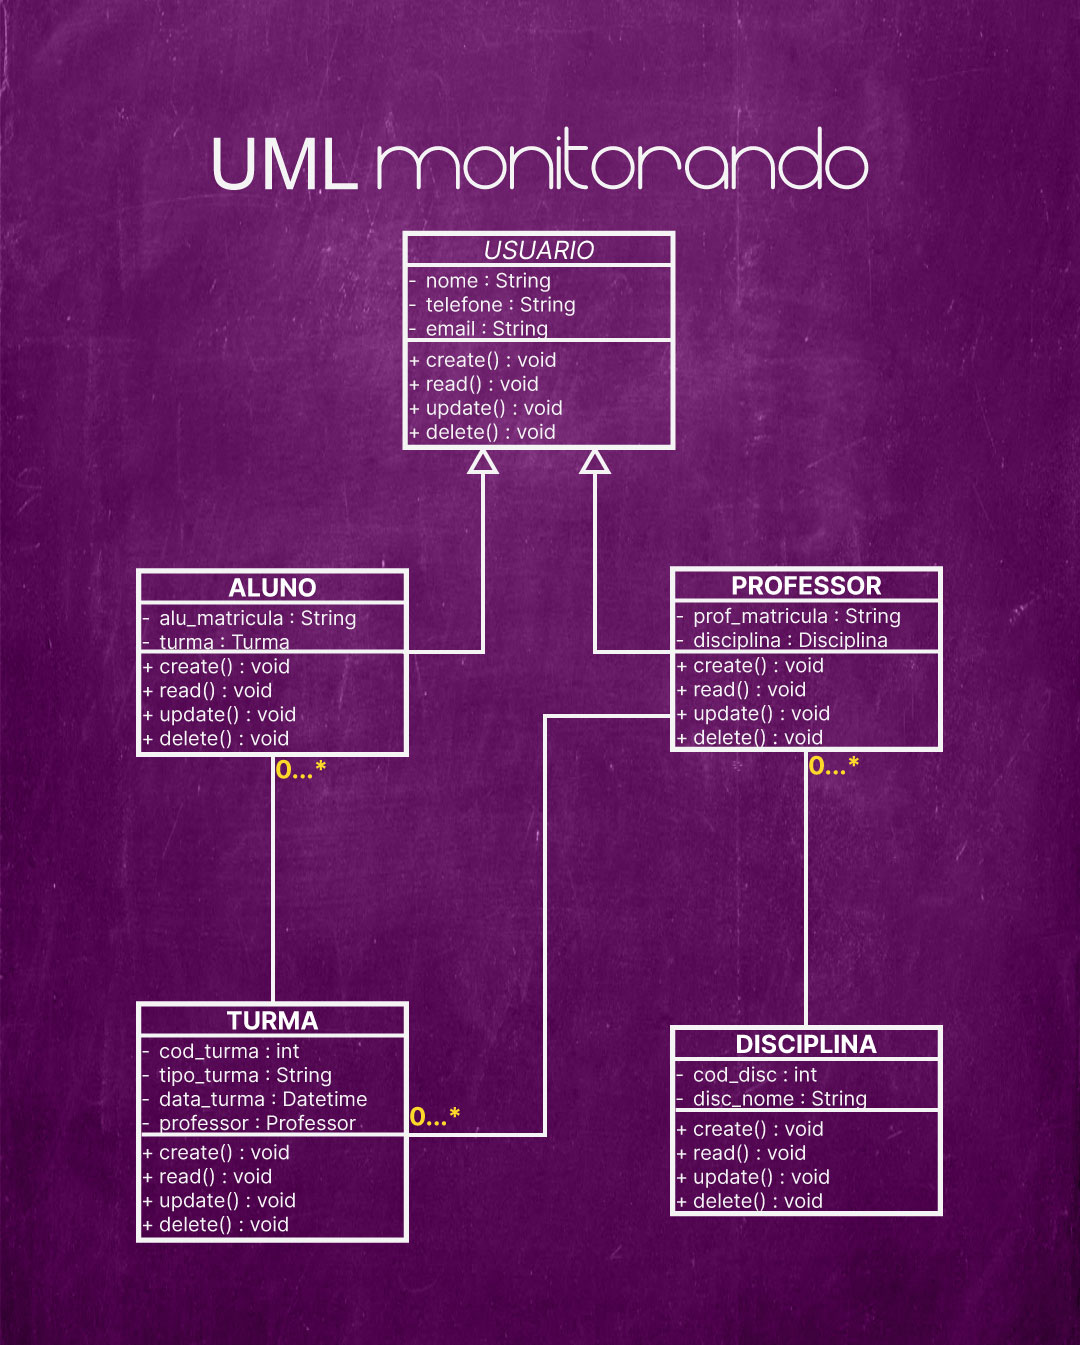 UML monitorando
USUARIO
- nome : String
- telefone : String
- email : String
+ create() : void
+ read() : void
+ update() : void
+ delete() : void
ALUNO
- alu_matricula : String
- turma : Turma
+ create() : void
+ read() : void
+ update() : void
+ delete() : void
0...*
PROFESSOR
- prof_matricula : String
- disciplina : Disciplina
+ create() : void
+ read() : void
+ update() : void
+ delete() : void
0...*
TURMA
- cod_turma : int
- tipo_turma : String
- data_turma : Datetime
- professor : Professor
0...*
+ create() : void
+ read() : void
+ update() : void
+ delete() : void
DISCIPLINA
- cod_disc : int
- disc_nome : String
+ create() : void
+ read() : void
+ update() : void
+ delete() : void